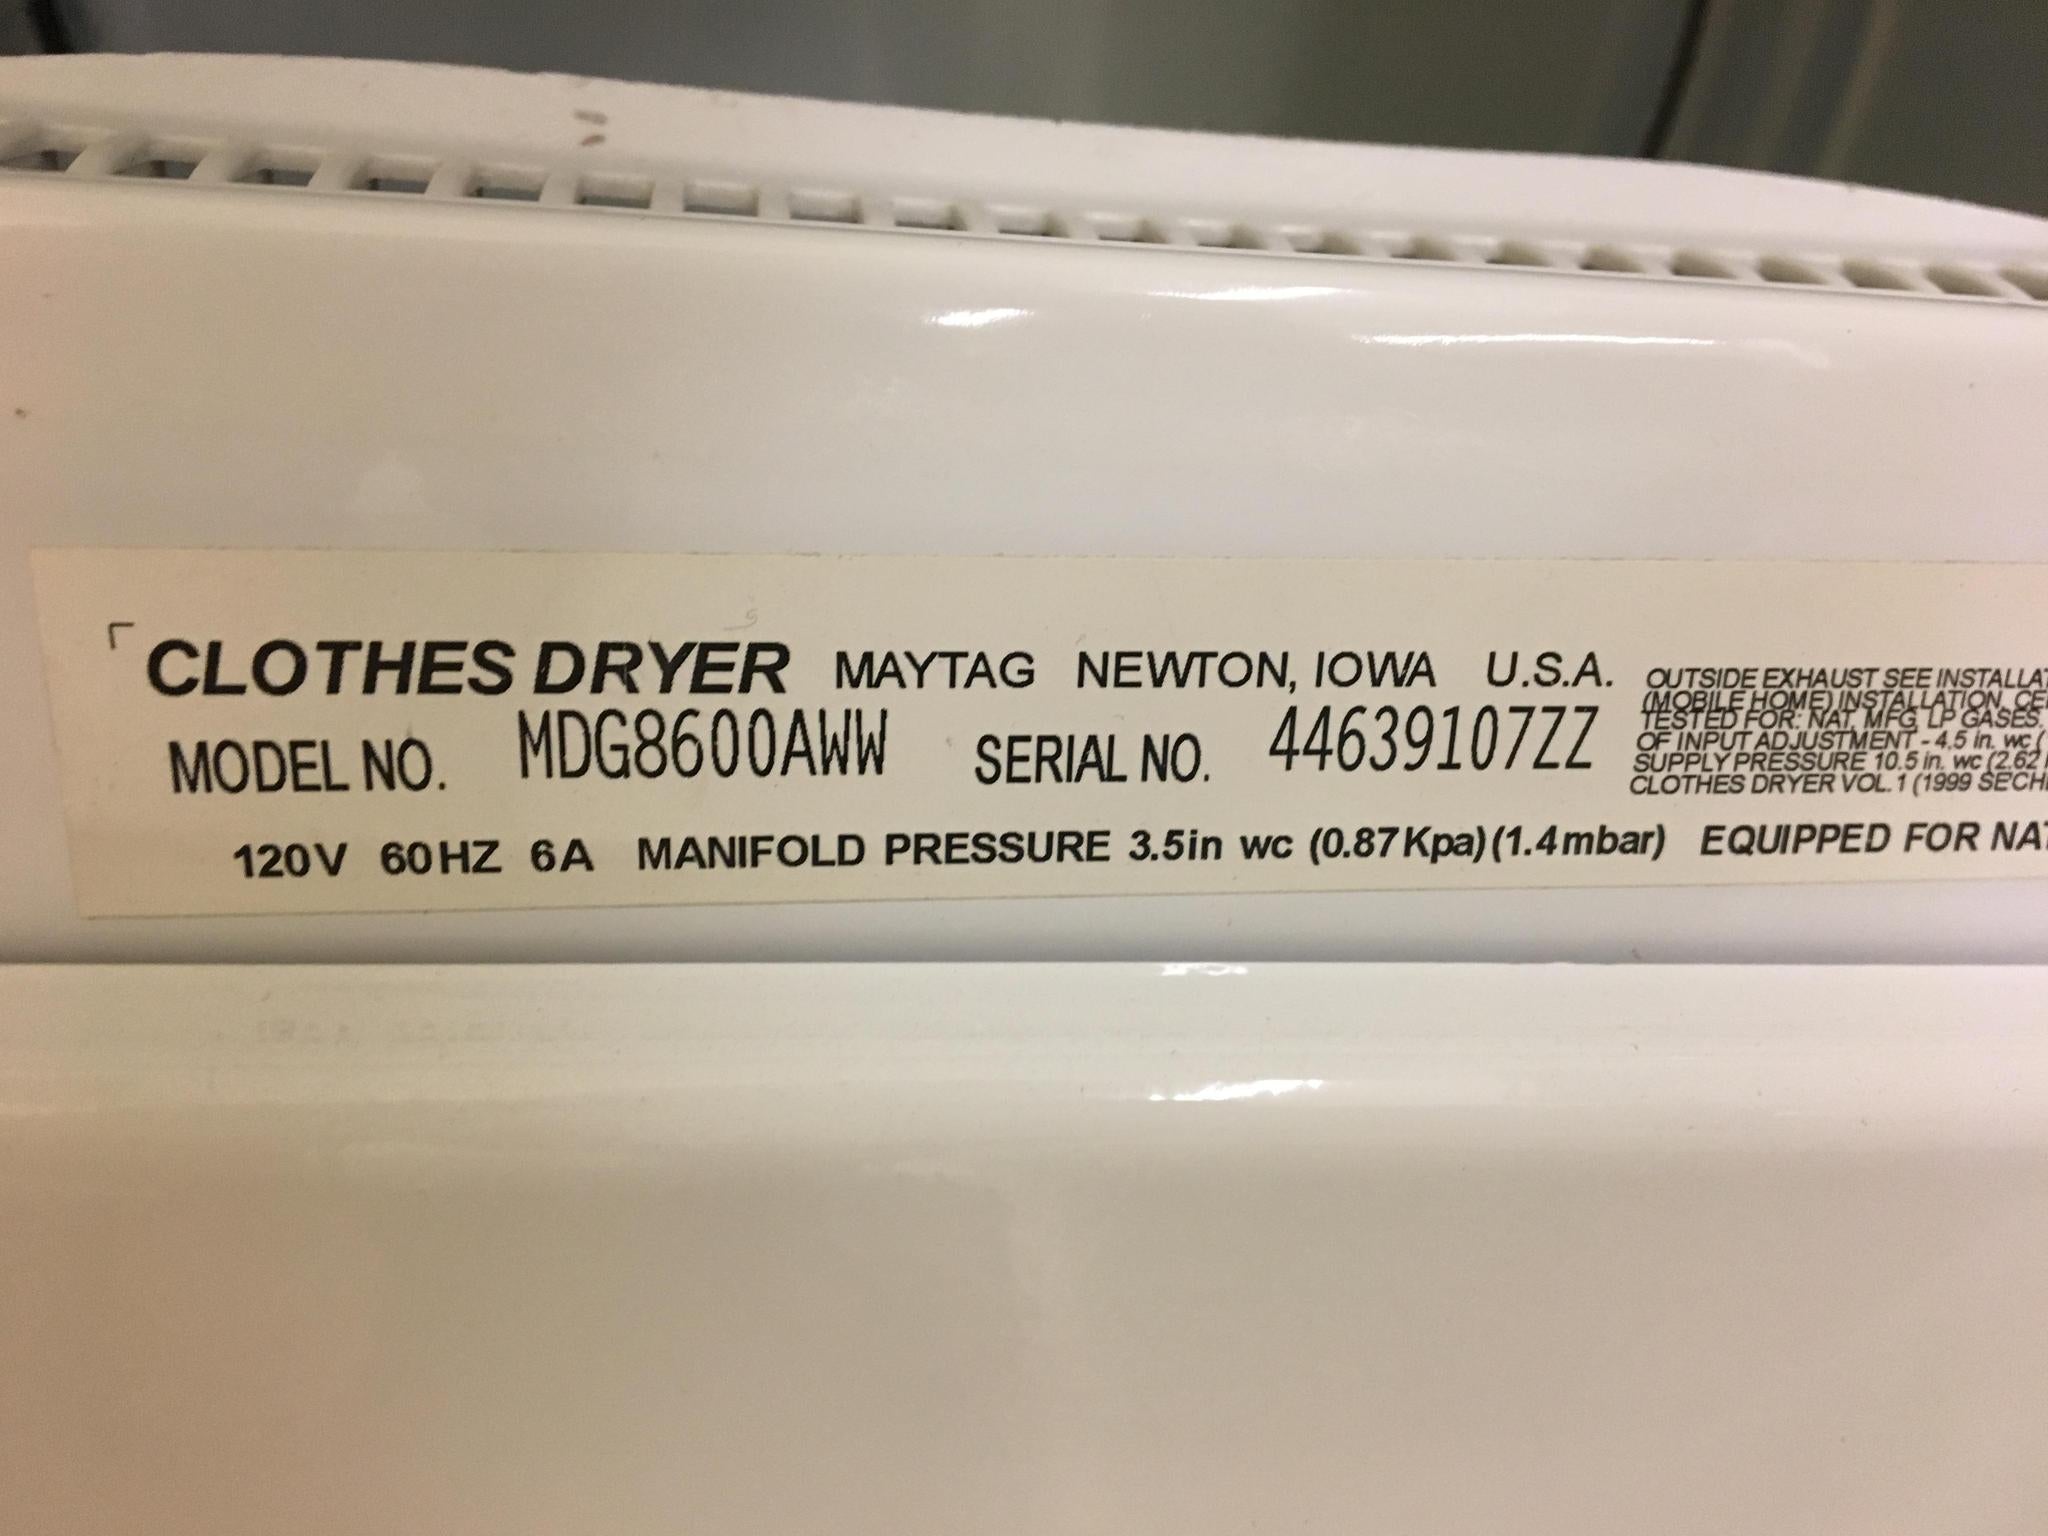 CLOTHES DRYER MAYTAG NEWTON, IOWA U.S.A.
MODEL NO. MDG8600AWW SERIAL NO. 44639107ZZ
120V 60HZ 6A MANIFOLD PRESSURE 3.5in wc (0.87Kpa)(1.4mbar) EQUIPPED FOR
OUTSIDE EXHAUST SEE
(MOBILE HOME) INSTALLATION,
TESTED FOR: NAT, MFG, LP GASES.
OF INPUT ADJUSTMENT - 4.5 in. wc (
SUPPLY PRESSURE 10.5 in. wc (2.62
CLOTHES DRYER VOL. 1 (1999